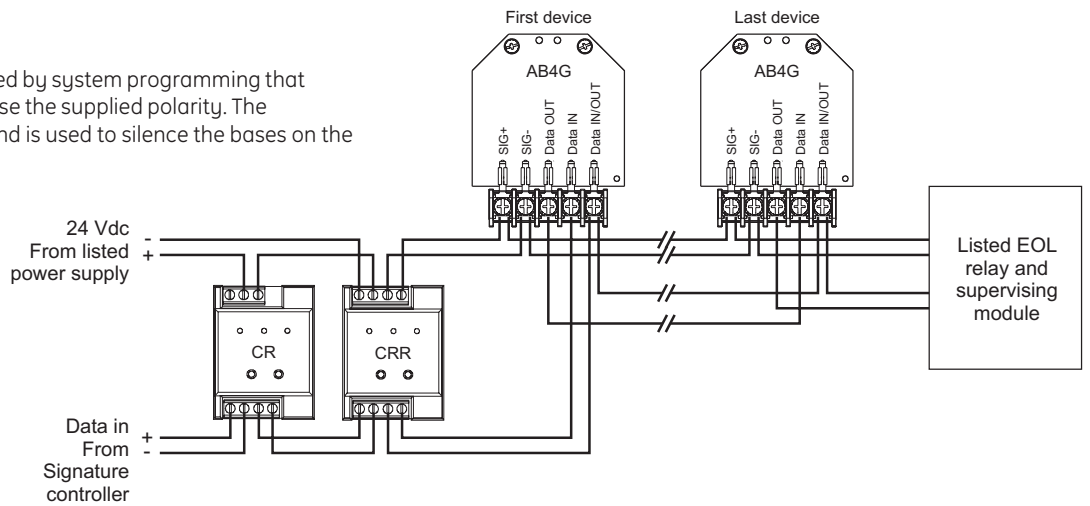 First device
Last device
ed by system programming that
se the supplied polarity. The
nd is used to silence the bases on the
AB4G
AB4G
SIG+
SIG-
Data OUT
Data IN
Data IN/OUT
SIG+
SIG-
Data OUT
Data IN
Data IN/OUT
24 Vdc -
From listed +
power supply
Listed EOL
relay and
supervising
module
CR
CRR
Data in +
From -
Signature
controller